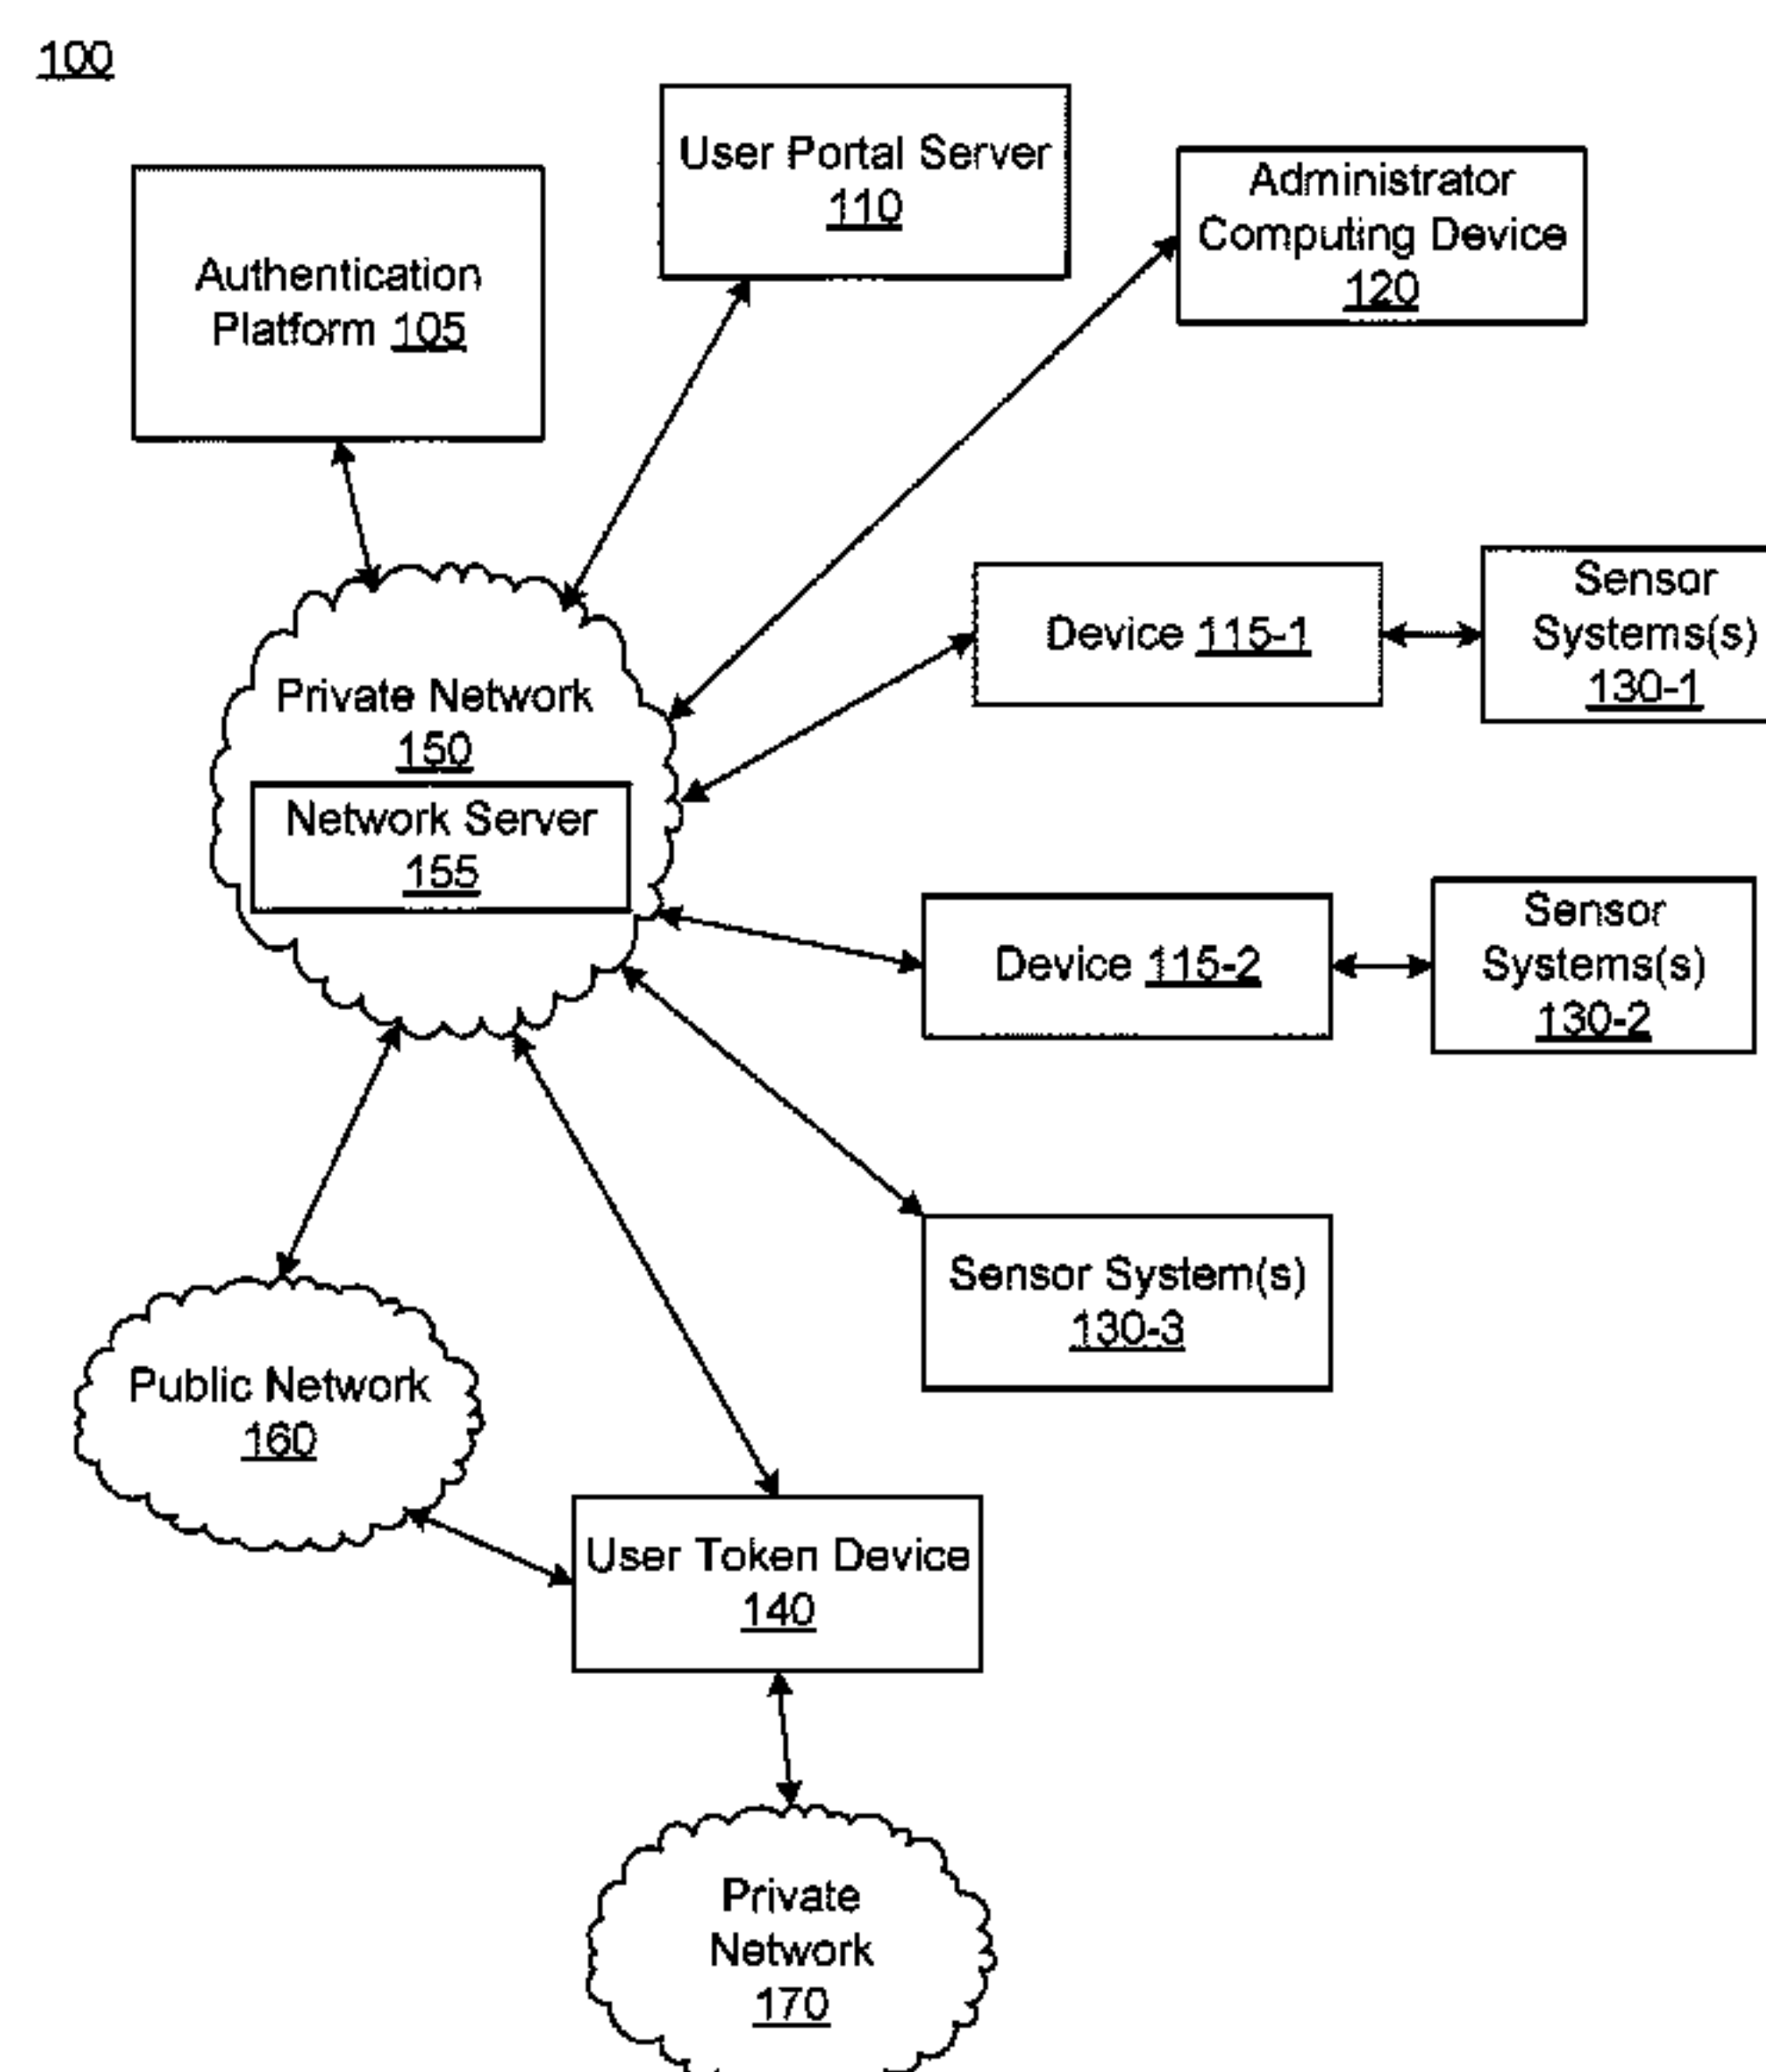 100
User Portal Server
110
Administrator
Computing Device
120
Authentication
Platform 105
Device 115-1
Sensor
Systems(s)
130-1
Private Network
150
Network Server
155
Device 115-2
Sensor
Systems(s)
130-2
Sensor System(s)
130-3
Public Network
160
User Token Device
140
Private
Network
170